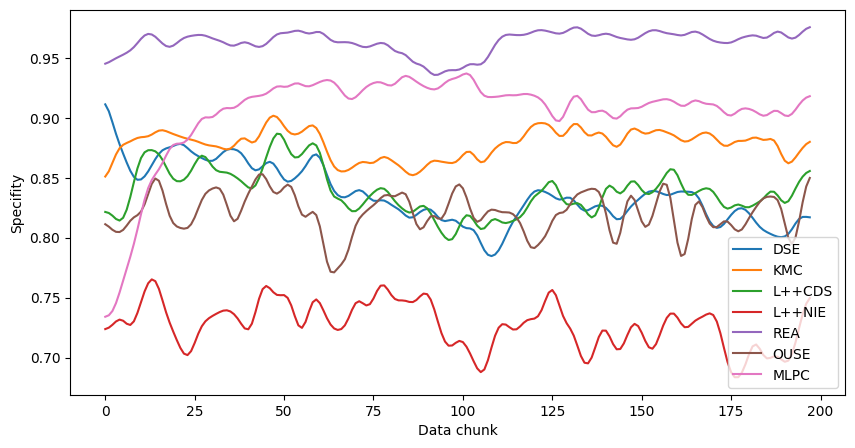 Specifity
0.95
0.90
0.85
0.80
0.75
0.70
0
25
50
75
100
125
150
175
200
Data chunk
DSE
KMC
L++CDS
L++NIE
REA
OUSE
MLPC